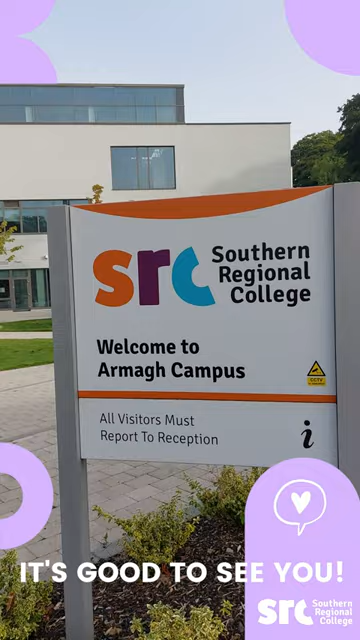 src
Southern
Regional
College
Welcome to
Armagh Campus
CCTV
All Visitors Must
Report To Reception
i
IT'S GOOD TO SEE YOU!
src
Southern
Regional
College